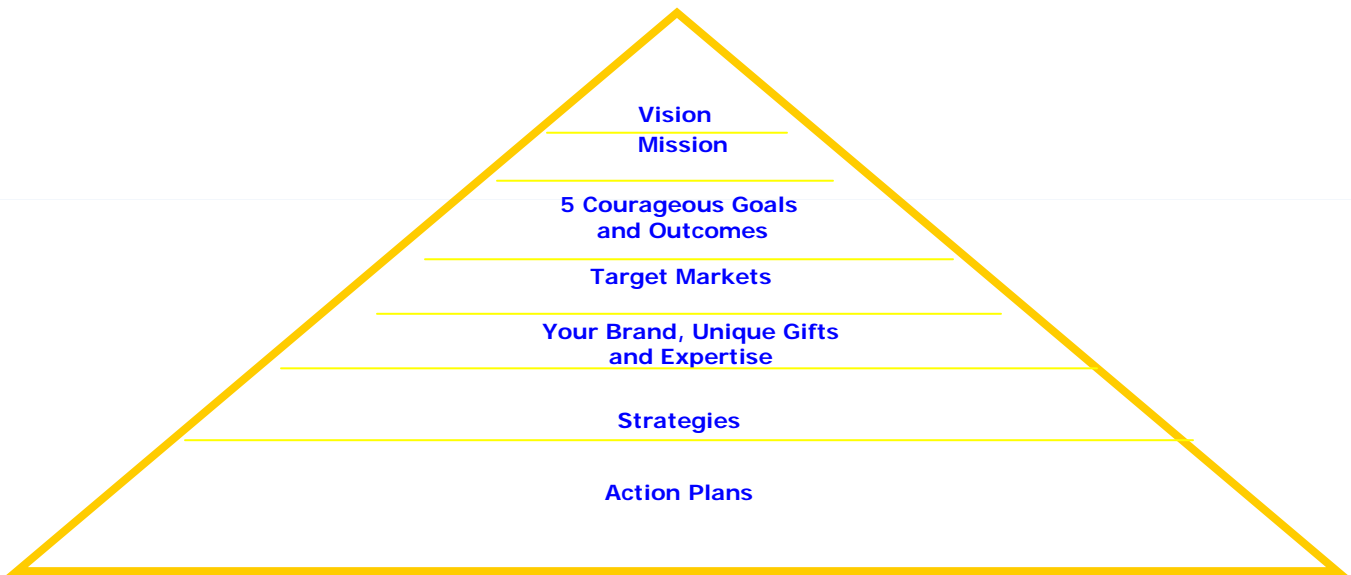 Vision
Mission
5 Courageous Goals
and Outcomes
Target Markets
Your Brand, Unique Gifts
and Expertise
Strategies
Action Plans